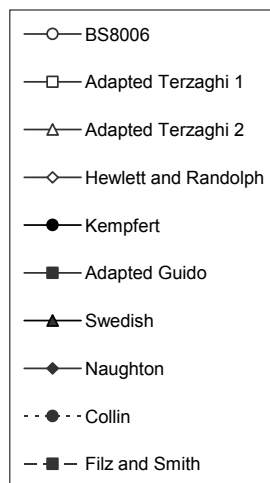 BS8006
Adapted Terzaghi 1
Adapted Terzaghi 2
Hewlett and Randolph
Kempfert
Adapted Guido
Swedish
Naughton
Collin
Filz and Smith